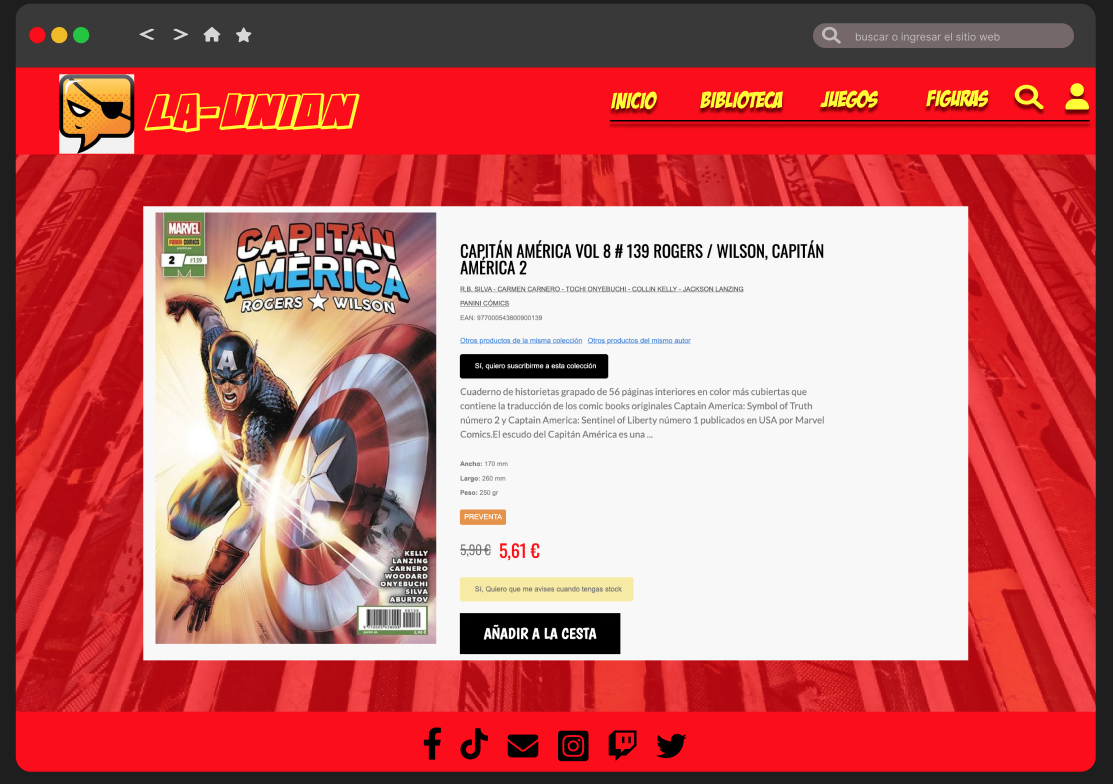 buscar o ingresar el sitio web
LA-UNION
INICIO
BIBLIOTECA
JUEGOS
FIGURAS
MARVEL
PANINI COMICS
2 #139
CAPITÁN
AMÉRICA
ROGERS WILSON
A
KELLY
LANZING
CARNERO
WOODARD
ONYEBUCHI
SILVA
ABURTOV
CAPITÁN AMÉRICA VOL 8 # 139 ROGERS / WILSON, CAPITÁN
AMÉRICA 2
R.B. SILVA - CARMEN CARNERO - TOCHI ONYEBUCHI - COLLIN KELLY - JACKSON LANZING
PANINI CÓMICS
EAN: 977000543800900139
Otros productos de la misma colección Otros productos del mismo autor
Sí, quiero suscribirme a esta colección
Cuaderno de historietas grapado de 56 páginas interiores en color más cubiertas que
contiene la traducción de los comic books originales Captain America: Symbol of Truth
número 2 y Captain America: Sentinel of Liberty número 1 publicados en USA por Marvel
Comics.El escudo del Capitán América es una ...
Ancho: 170 mm
Largo: 260 mm
Peso: 250 gr
PREVENTA
5,90 € 5,61 €
Sí, Quiero que me avises cuando tengas stock
AÑADIR A LA CESTA